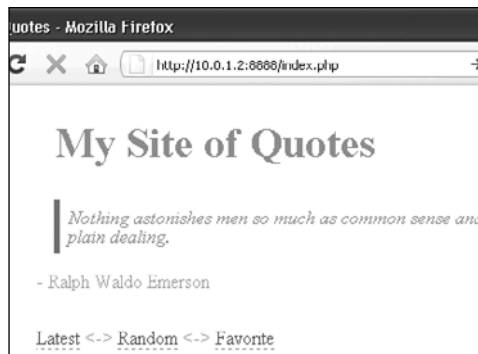 uotes - Mozilla Firefox
http://10.0.1.2:8888/index.php
My Site of Quotes
Nothing astonishes men so much as common sense and
plain dealing.
- Ralph Waldo Emerson
Latest <-> Random <-> Favorite